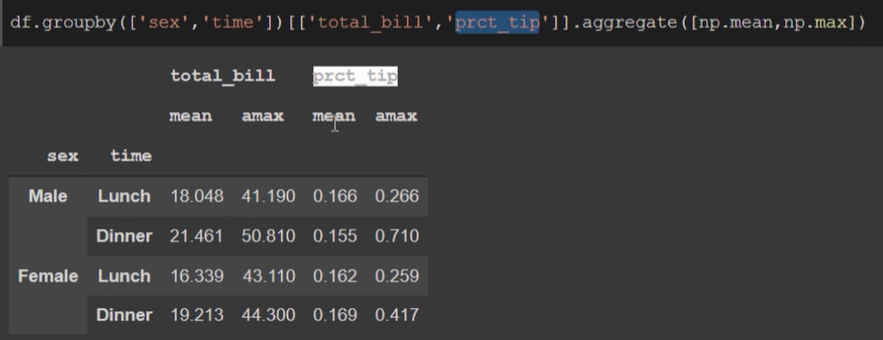 df.groupby(['sex','time'])[['total_bill','prct_tip']].aggregate([np.mean,np.max])
total_bill prct_tip
mean amax mean amax
sex time
Male Lunch 18.048 41.190 0.166 0.266
Dinner 21.461 50.810 0.155 0.710
Female Lunch 16.339 43.110 0.162 0.259
Dinner 19.213 44.300 0.169 0.417